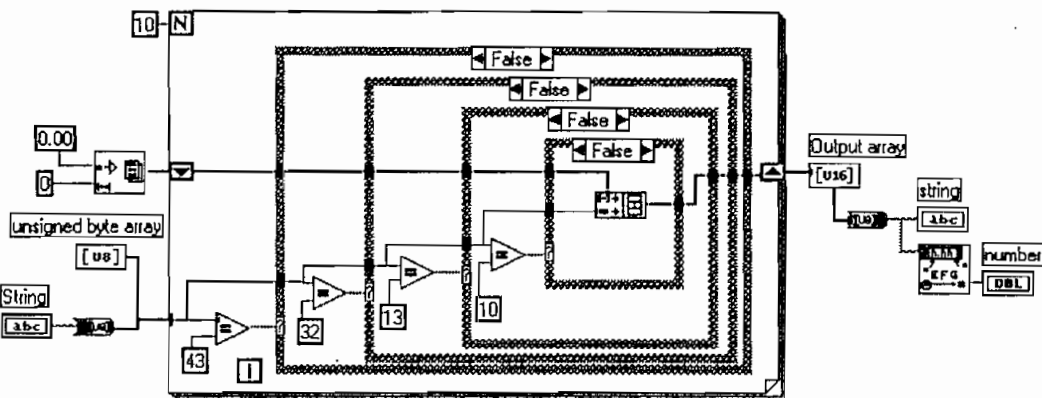 10 N
False
False
False
False
0.00
0
unsigned byte array
[U8]
String
abc
43
32
13
10
i
Output array
[U16]
string
abc
number
EFG
DBL